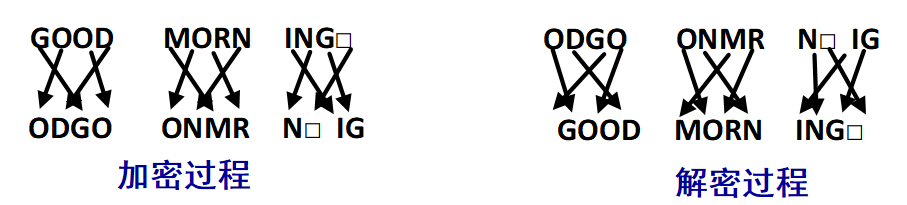 GOOD MORN ING□
ODGO ONMR N□ IG
加密过程
ODGO ONMR N□ IG
GOOD MORN ING□
解密过程